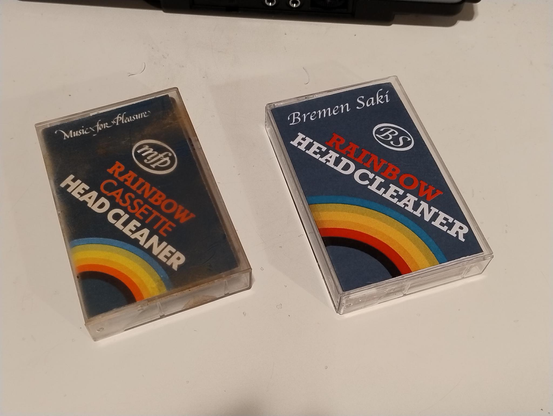 Music for Pleasure
mfp
RAINBOW
CASSETTE
HEAD CLEANER
Bremen Saki
BS
RAINBOW
HEADCLEANER